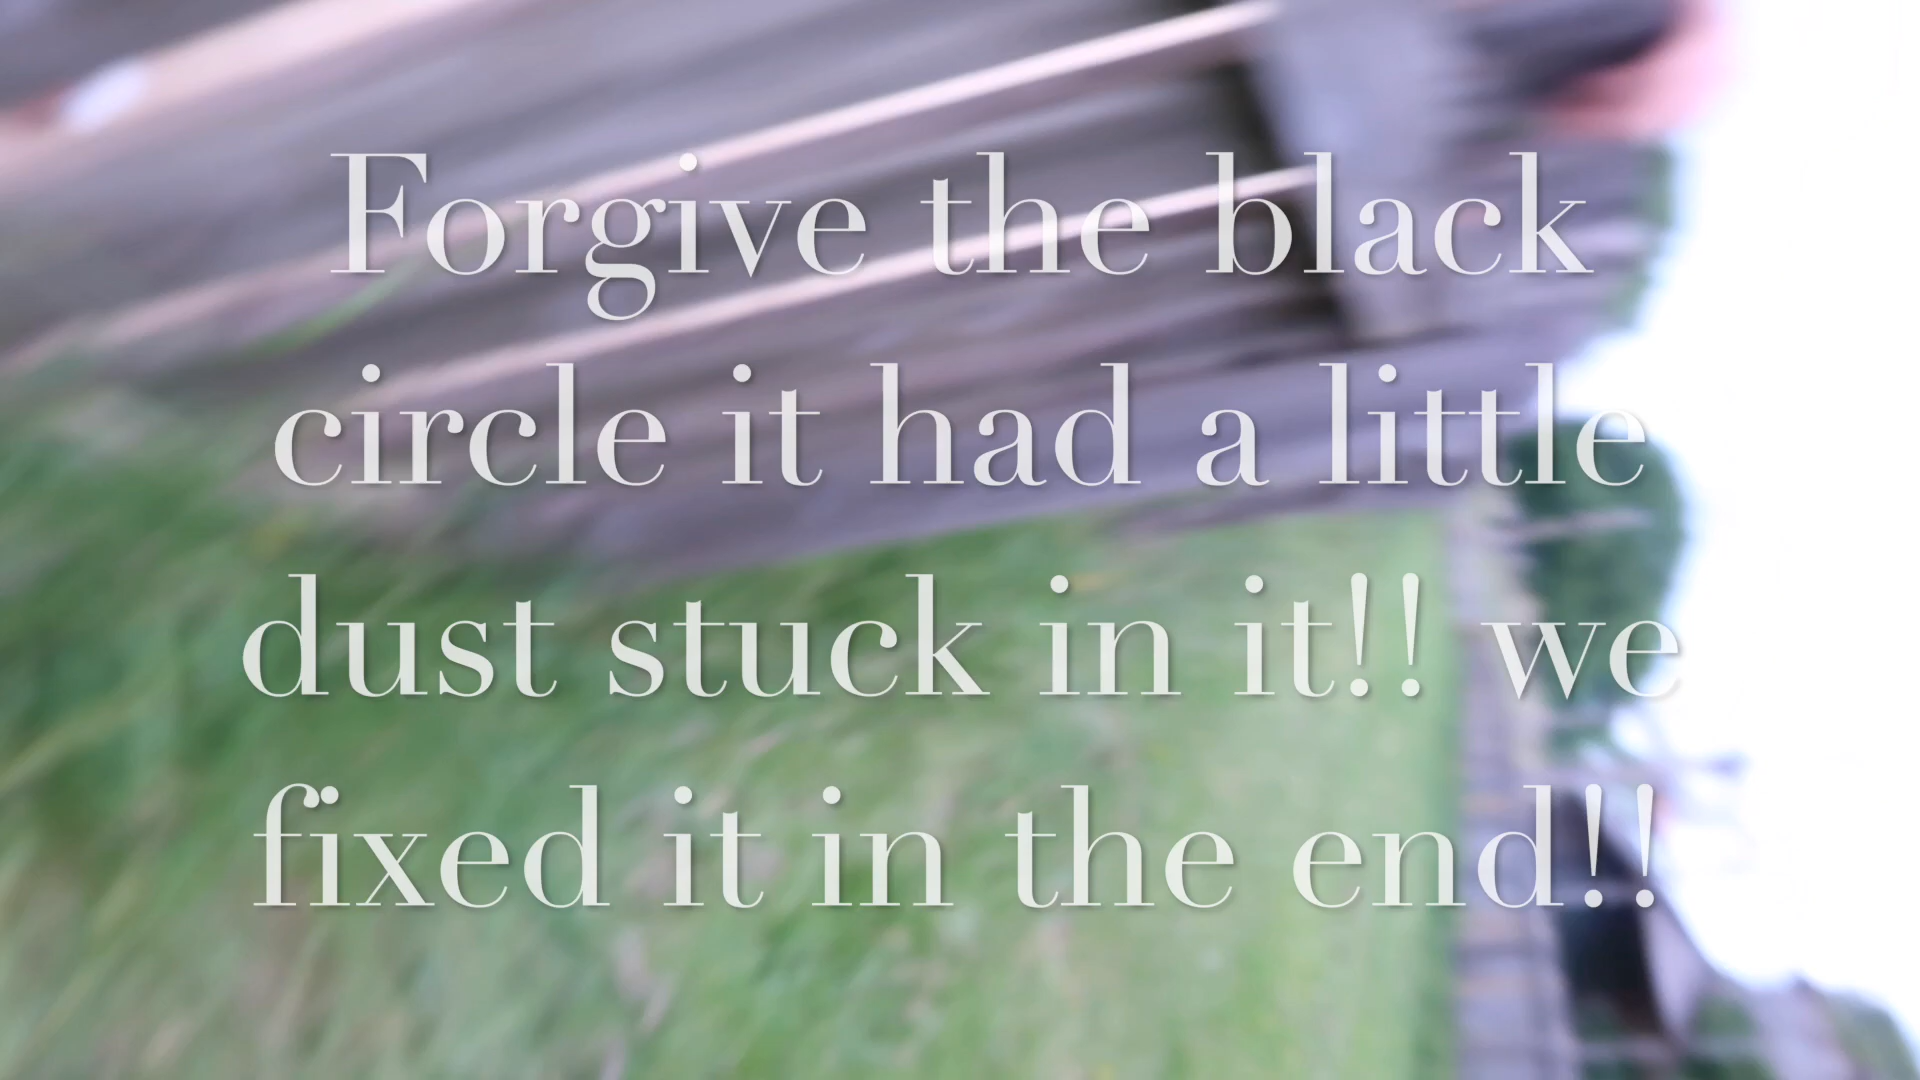 Forgive the black
circle it had a little
dust stuck in it!! we
fixed it in the end!!